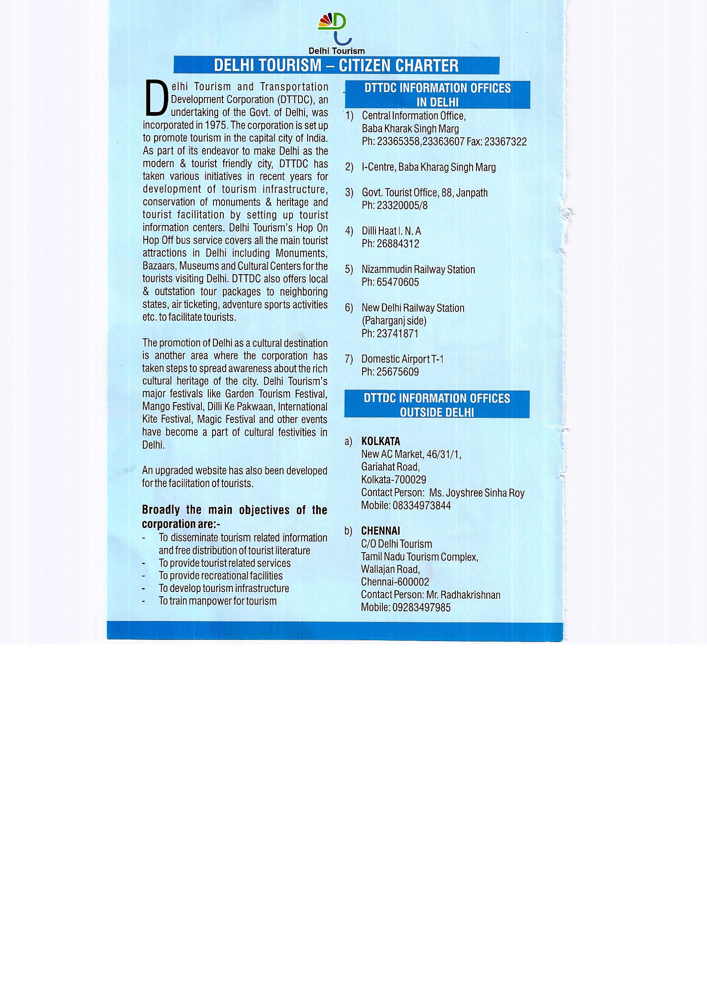 Delhi Tourism
DELHI TOURISM – CITIZEN CHARTER
Delhi Tourism and Transportation
Development Corporation (DTTDC), an
undertaking of the Govt. of Delhi, was
incorporated in 1975. The corporation is set up
to promote tourism in the capital city of India.
As part of its endeavor to make Delhi as the
modern & tourist friendly city, DTTDC has
taken various initiatives in recent years for
development of tourism infrastructure,
conservation of monuments & heritage and
tourist facilitation by setting up tourist
information centers. Delhi Tourism's Hop On
Hop Off bus service covers all the main tourist
attractions in Delhi including Monuments,
Bazaars, Museums and Cultural Centers for the
tourists visiting Delhi. DTTDC also offers local
& outstation tour packages to neighboring
states, air ticketing, adventure sports activities
etc. to facilitate tourists.
The promotion of Delhi as a cultural destination
is another area where the corporation has
taken steps to spread awareness about the rich
cultural heritage of the city. Delhi Tourism's
major festivals like Garden Tourism Festival,
Mango Festival, Dilli Ke Pakwaan, International
Kite Festival, Magic Festival and other events
have become a part of cultural festivities in
Delhi.
An upgraded website has also been developed
for the facilitation of tourists.
Broadly the main objectives of the
corporation are:-
- To disseminate tourism related information
and free distribution of tourist literature
- To provide tourist related services
- To provide recreational facilities
- To develop tourism infrastructure
- To train manpower for tourism
DTTDC INFORMATION OFFICES
IN DELHI
1) Central Information Office,
Baba Kharak Singh Marg
Ph: 23365358,23363607 Fax: 23367322
2) I-Centre, Baba Kharag Singh Marg
3) Govt. Tourist Office, 88, Janpath
Ph: 23320005/8
4) Dilli Haat I. N. A
Ph: 26884312
5) Nizammudin Railway Station
Ph: 65470605
6) New Delhi Railway Station
(Paharganj side)
Ph: 23741871
7) Domestic Airport T-1
Ph: 25675609
DTTDC INFORMATION OFFICES
OUTSIDE DELHI
a) KOLKATA
New AC Market, 46/31/1,
Gariahat Road,
Kolkata-700029
Contact Person: Ms. Joyshree Sinha Roy
Mobile: 08334973844
b) CHENNAI
C/O Delhi Tourism
Tamil Nadu Tourism Complex,
Wallajan Road,
Chennai-600002
Contact Person: Mr. Radhakrishnan
Mobile: 09283497985